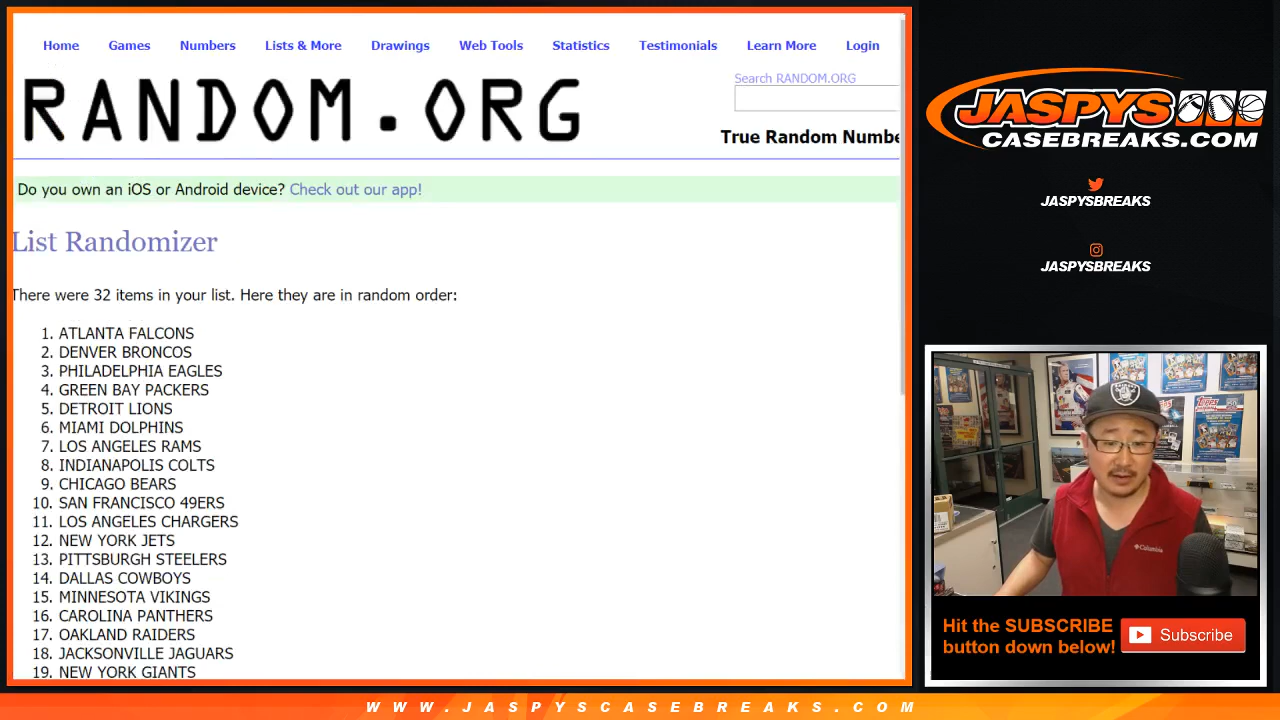 Home Games Numbers Lists & More Drawings Web Tools Statistics Testimonials Learn More Login
RANDOM.ORG
Search RANDOM.ORG
True Random Numbe
Do you own an iOS or Android device? Check out our app!
List Randomizer
There were 32 items in your list. Here they are in random order:
1. ATLANTA FALCONS
2. DENVER BRONCOS
3. PHILADELPHIA EAGLES
4. GREEN BAY PACKERS
5. DETROIT LIONS
6. MIAMI DOLPHINS
7. LOS ANGELES RAMS
8. INDIANAPOLIS COLTS
9. CHICAGO BEARS
10. SAN FRANCISCO 49ERS
11. LOS ANGELES CHARGERS
12. NEW YORK JETS
13. PITTSBURGH STEELERS
14. DALLAS COWBOYS
15. MINNESOTA VIKINGS
16. CAROLINA PANTHERS
17. OAKLAND RAIDERS
18. JACKSONVILLE JAGUARS
19. NEW YORK GIANTS
JASPYS
CASEBREAKS.COM
JASPYSBREAKS
JASPYSBREAKS
Columbia
Hit the SUBSCRIBE
button down below!
Subscribe
WWW.JASPYSCASEBREAKS.COM